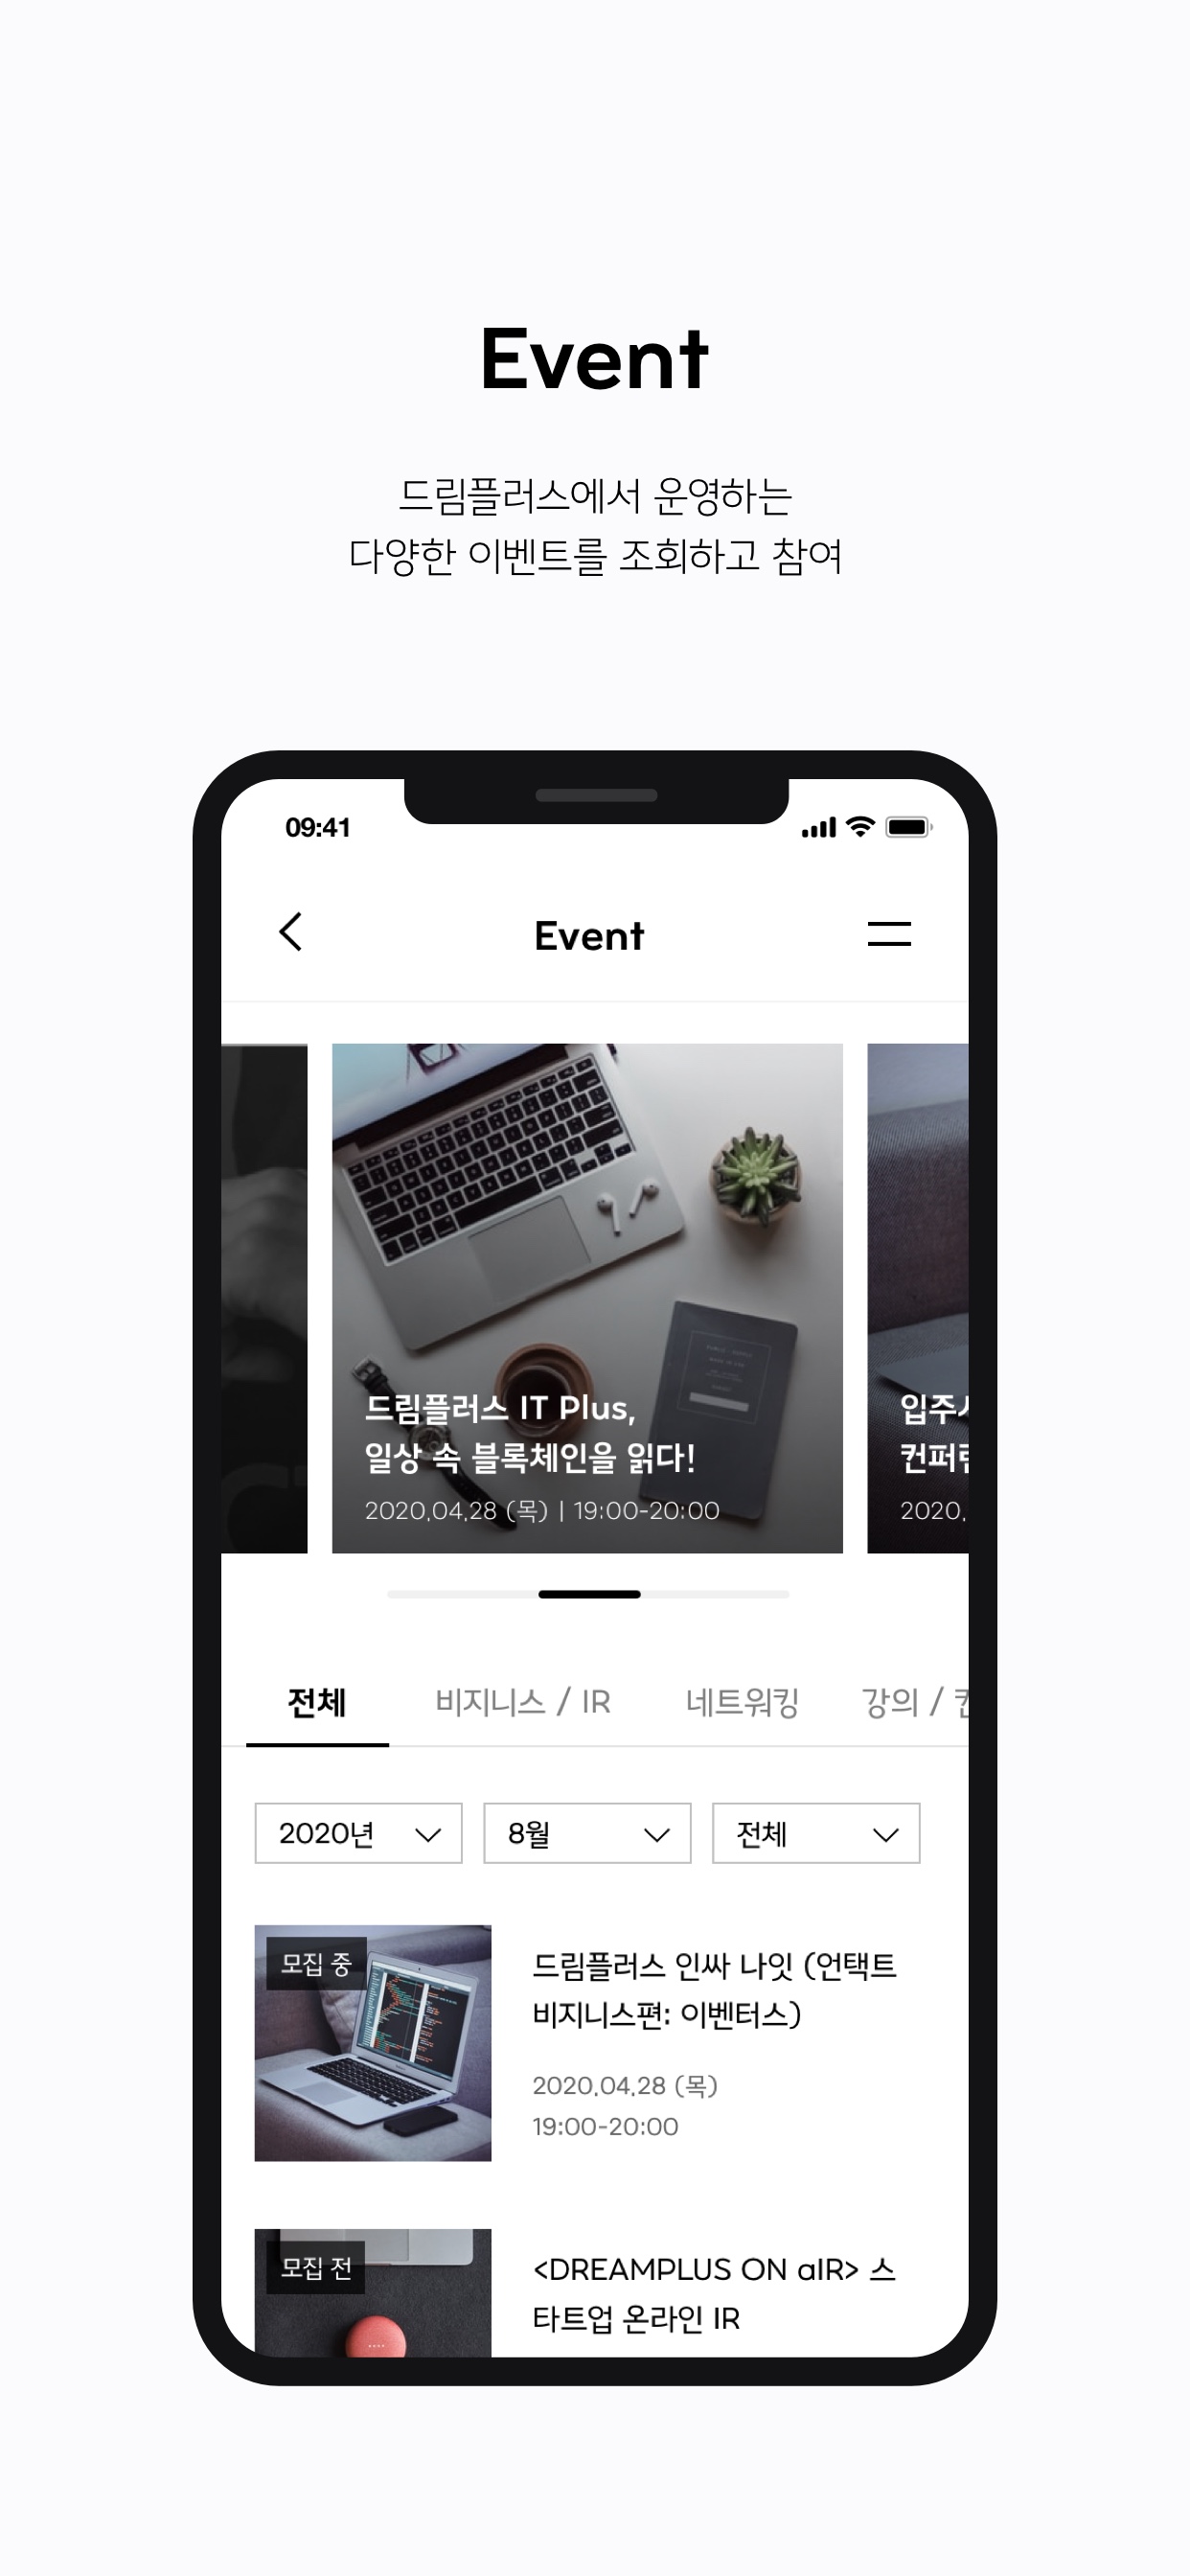 Event
드림플러스에서 운영하는
다양한 이벤트를 조회하고 참여
09:41
Event
드림플러스 IT Plus,
일상 속 블록체인을 읽다!
2020.04.28 (목) | 19:00-20:00
입주
컨퍼런
2020.
전체
비지니스 / IR
네트워킹
강의 /
2020년
8월
전체
모집 중
드림플러스 인싸 나잇 (언택트
비지니스편: 이벤터스)
2020.04.28 (목)
19:00-20:00
모집 전
<DREAMPLUS ON aIR> 스
타트업 온라인 IR